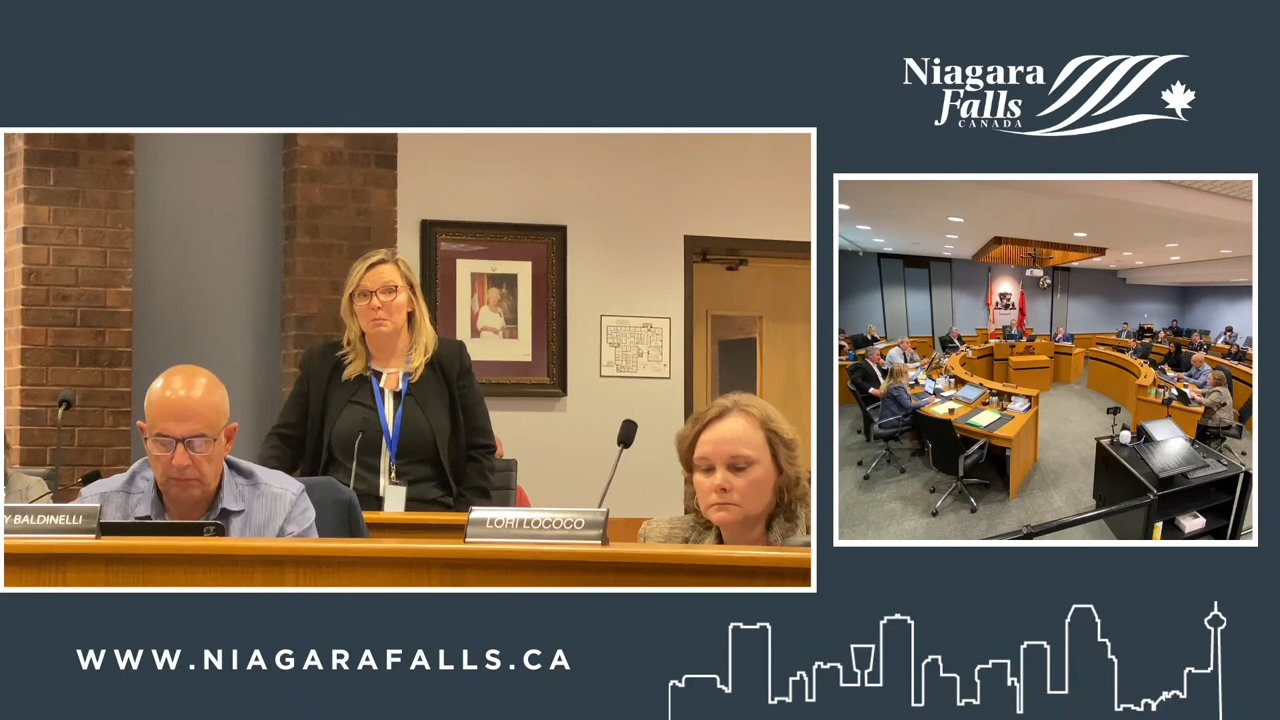 Niagara
Falls
CANADA
Y BALDINELLI
LORI LOCOCO
WWW.NIAGARAFALLS.CA